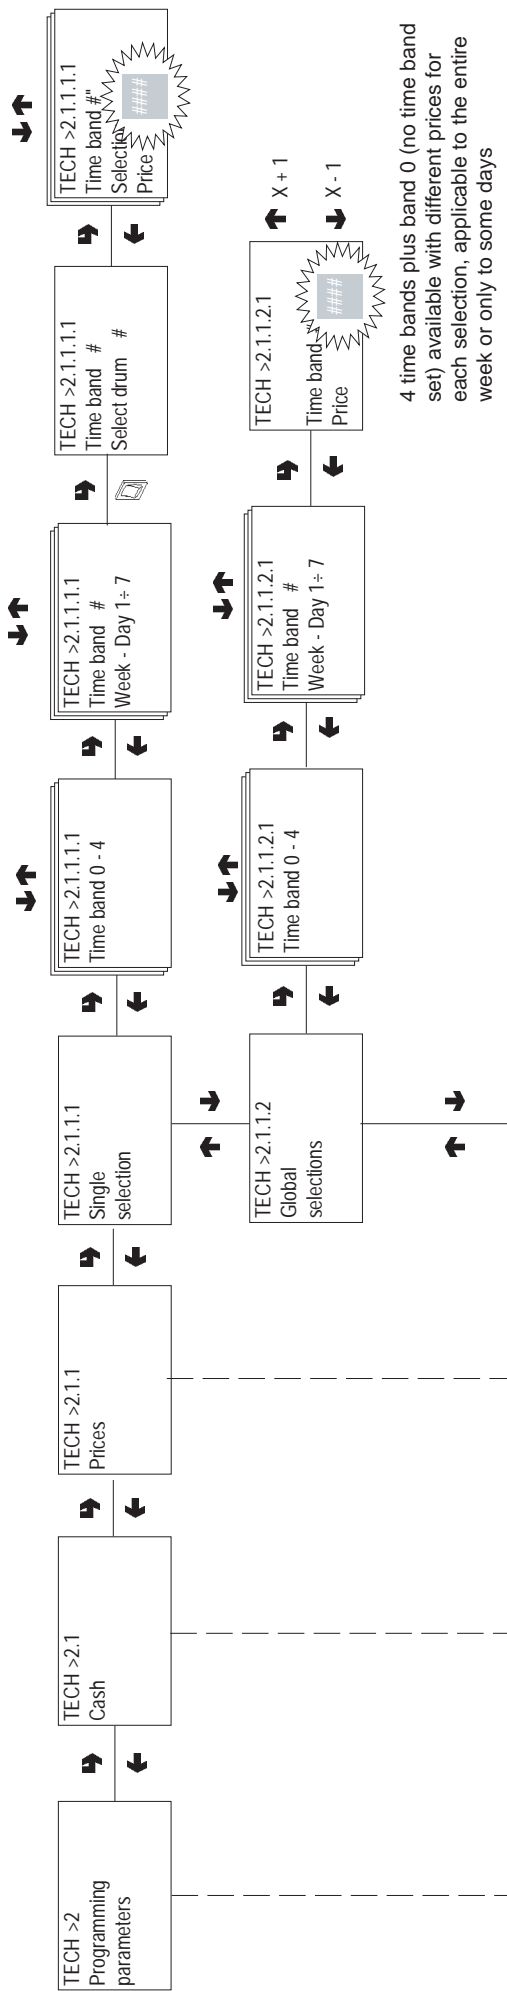 TECH >2
Programming
parameters
TECH >2.1
Cash
TECH >2.1.1
Prices
TECH >2.1.1.1
Single
selection
TECH >2.1.1.1.1
Time band 0 - 4
TECH >2.1.1.1.1
Time band #
Week - Day 1÷ 7
TECH >2.1.1.1.1
Time band #
Select drum #
TECH >2.1.1.1.1
Time band #"
Selectio
Price
####
TECH >2.1.1.2
Global
selections
TECH >2.1.1.2.1
Time band 0 - 4
TECH >2.1.1.2.1
Time band #
Week - Day 1÷ 7
TECH >2.1.1.2.1
Time band "
Price
####
X + 1
X - 1
4 time bands plus band 0 (no time band
set) available with different prices for
each selection, applicable to the entire
week or only to some days